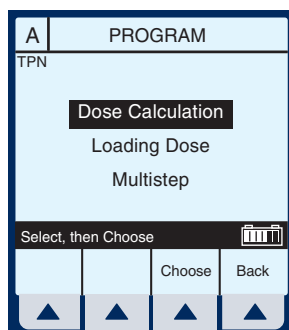 A PROGRAM
TPN
Dose Calculation
Loading Dose
Multistep
Select, then Choose
Choose Back